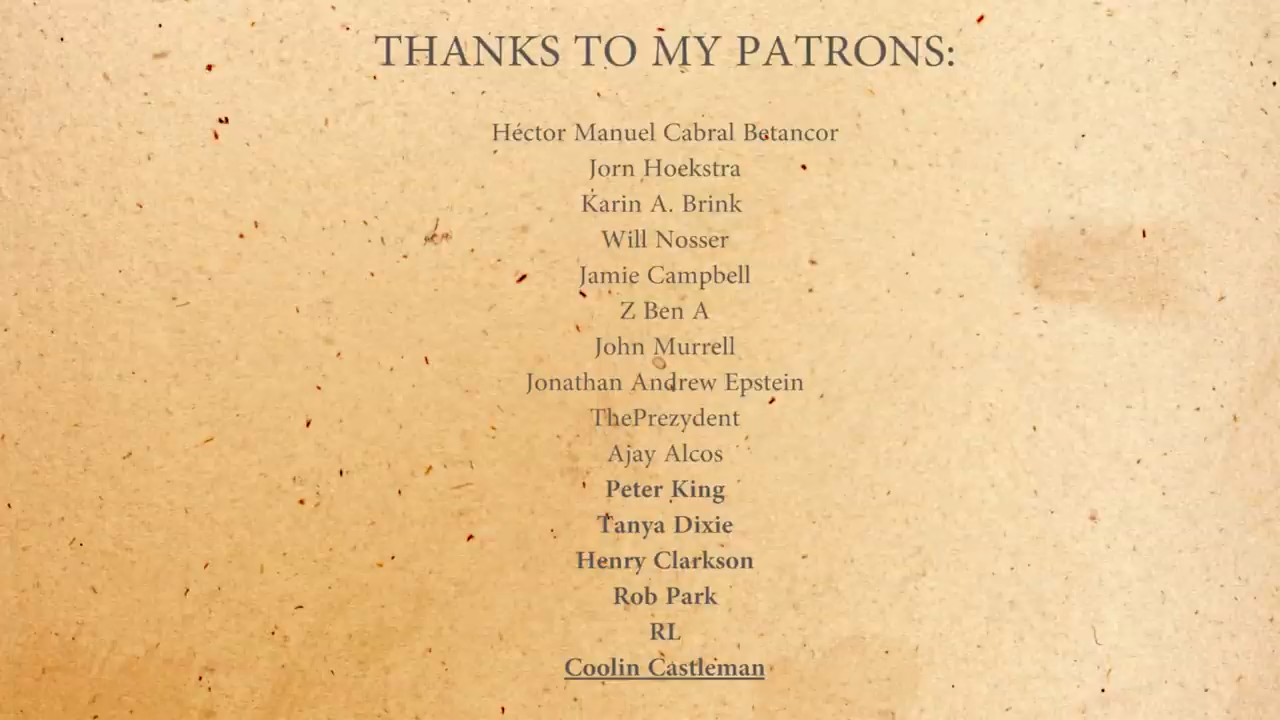 THANKS TO MY PATRONS:
Héctor Manuel Cabral Betancor
Jorn Hoekstra
Karin A. Brink
Will Nosser
Jamie Campbell
Z Ben A
John Murrell
Jonathan Andrew Epstein
ThePrezydent
Ajay Alcos
Peter King
Tanya Dixie
Henry Clarkson
Rob Park
RL
Coolin Castleman